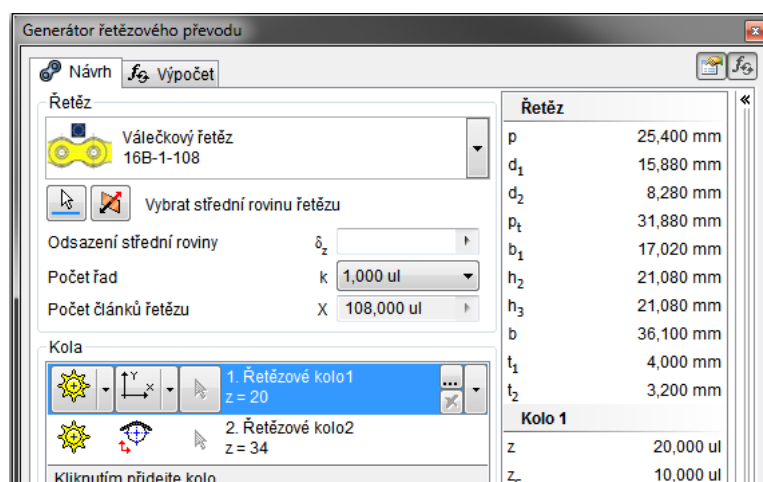 Generátor řetězového převodu
Návrh
fG Výpočet
fG
Řetěz
Válečkový řetěz
16B-1-108
Vybrat střední rovinu řetězu
Odsazení střední roviny δz
Počet řad k 1,000 ul
Počet článků řetězu X 108,000 ul
Kola
Y
X
1. Řetězové kolo1
z = 20
...
2. Řetězové kolo2
z = 34
Kliknutím přidejte kolo
Řetěz
p 25,400 mm
d1 15,880 mm
d2 8,280 mm
pt 31,880 mm
b1 17,020 mm
h2 21,080 mm
h3 21,080 mm
b 36,100 mm
t1 4,000 mm
t2 3,200 mm
Kolo 1
z 20,000 ul
10,000 ul